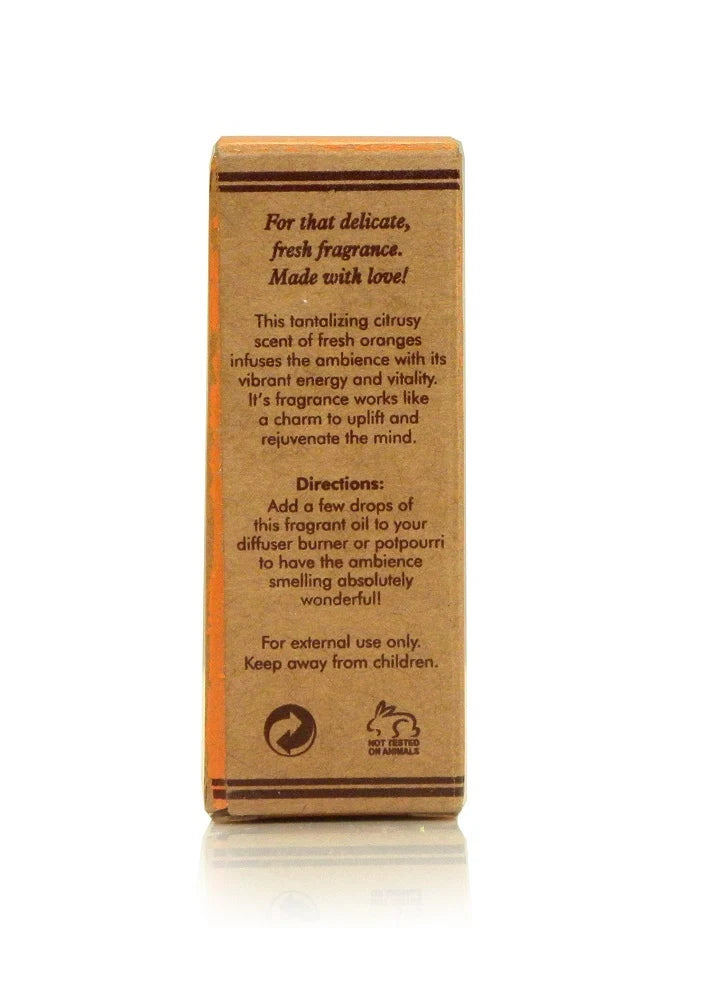 For that delicate,
fresh fragrance.
Made with love!
This tantalizing citrusy
scent of fresh oranges
infuses the ambience with its
vibrant energy and vitality.
It's fragrance works like
a charm to uplift and
rejuvenate the mind.
Directions:
Add a few drops of
this fragrant oil to your
diffuser burner or potpourri
to have the ambience
smelling absolutely
wonderful!
For external use only.
Keep away from children.
NOT TESTED
ON ANIMALS